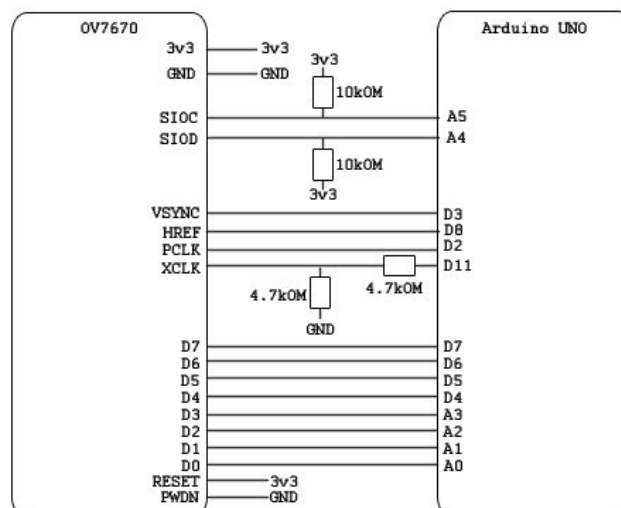 OV7670 Arduino UNO
3v3 3v3
GND GND
3v3
10kOM
SIOC A5
SIOD A4
10kOM
3v3
VSYNC D3
HREF D8
PCLK D2
XCLK D11
4.7kOM
4.7kOM
GND
D7 D7
D6 D6
D5 D5
D4 D4
D3 A3
D2 A2
D1 A1
D0 A0
RESET 3v3
PWDN GND